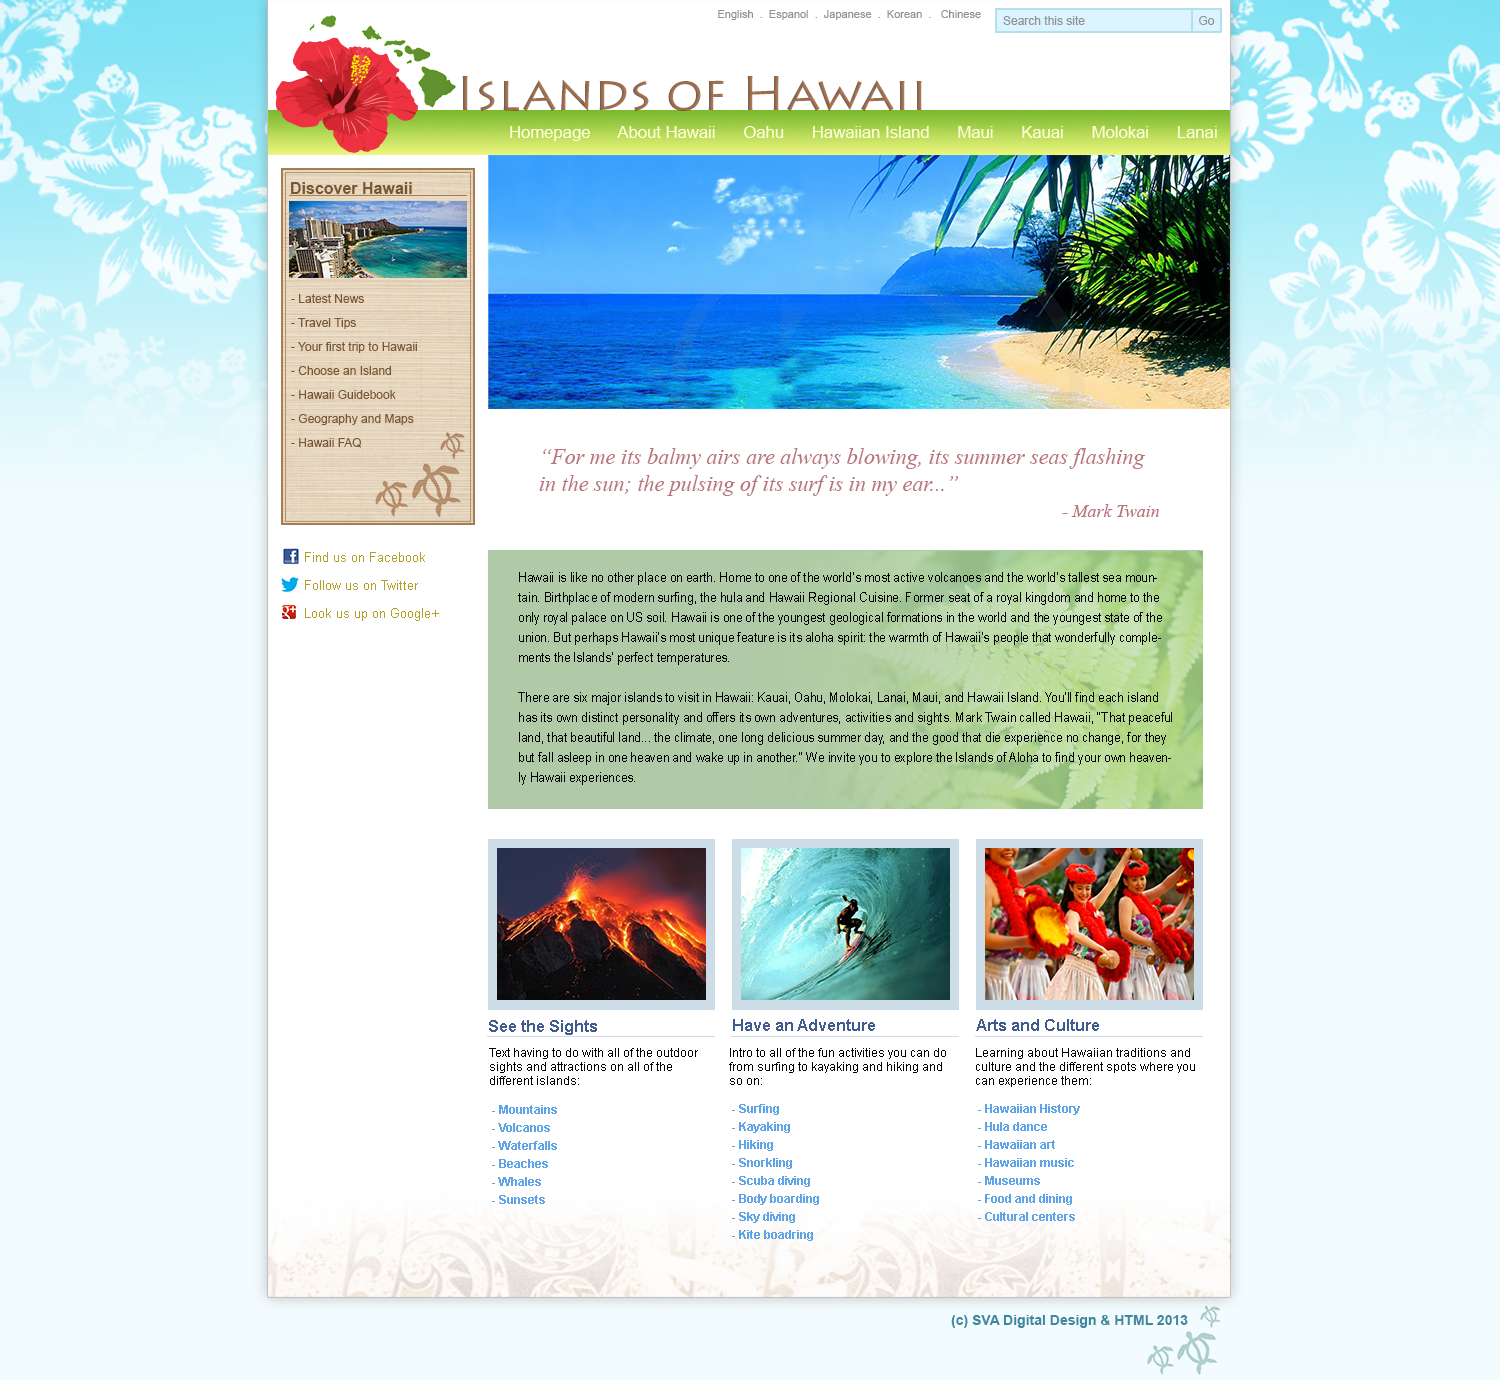 English . Espanol . Japanese . Korean . Chinese
Search this site Go
Islands of Hawaii
Homepage About Hawaii Oahu Hawaiian Island Maui Kauai Molokai Lanai
Discover Hawaii
- Latest News
- Travel Tips
- Your first trip to Hawaii
- Choose an Island
- Hawaii Guidebook
- Geography and Maps
- Hawaii FAQ
Find us on Facebook
Follow us on Twitter
Look us up on Google+
“For me its balmy airs are always blowing, its summer seas flashing
in the sun; the pulsing of its surf is in my ear...”
- Mark Twain
Hawaii is like no other place on earth. Home to one of the world's most active volcanoes and the world's tallest sea moun-
tain. Birthplace of modern surfing, the hula and Hawaii Regional Cuisine. Former seat of a royal kingdom and home to the
only royal palace on US soil. Hawaii is one of the youngest geological formations in the world and the youngest state of the
union. But perhaps Hawaii's most unique feature is its aloha spirit: the warmth of Hawaii's people that wonderfully comple-
ments the Islands' perfect temperatures.
There are six major islands to visit in Hawaii: Kauai, Oahu, Molokai, Lanai, Maui, and Hawaii Island. You'll find each island
has its own distinct personality and offers its own adventures, activities and sights. Mark Twain called Hawaii, "That peaceful
land, that beautiful land... the climate, one long delicious summer day, and the good that die experience no change, for they
but fall asleep in one heaven and wake up in another." We invite you to explore the Islands of Aloha to find your own heaven-
ly Hawaii experiences.
See the Sights
Text having to do with all of the outdoor
sights and attractions on all of the
different islands:
- Mountains
- Volcanos
- Waterfalls
- Beaches
- Whales
- Sunsets
Have an Adventure
Intro to all of the fun activities you can do
from surfing to kayaking and hiking and
so on:
- Surfing
- Kayaking
- Hiking
- Snorkling
- Scuba diving
- Body boarding
- Sky diving
- Kite boadring
Arts and Culture
Learning about Hawaiian traditions and
culture and the different spots where you
can experience them:
- Hawaiian History
- Hula dance
- Hawaiian art
- Hawaiian music
- Museums
- Food and dining
- Cultural centers
(c) SVA Digital Design & HTML 2013